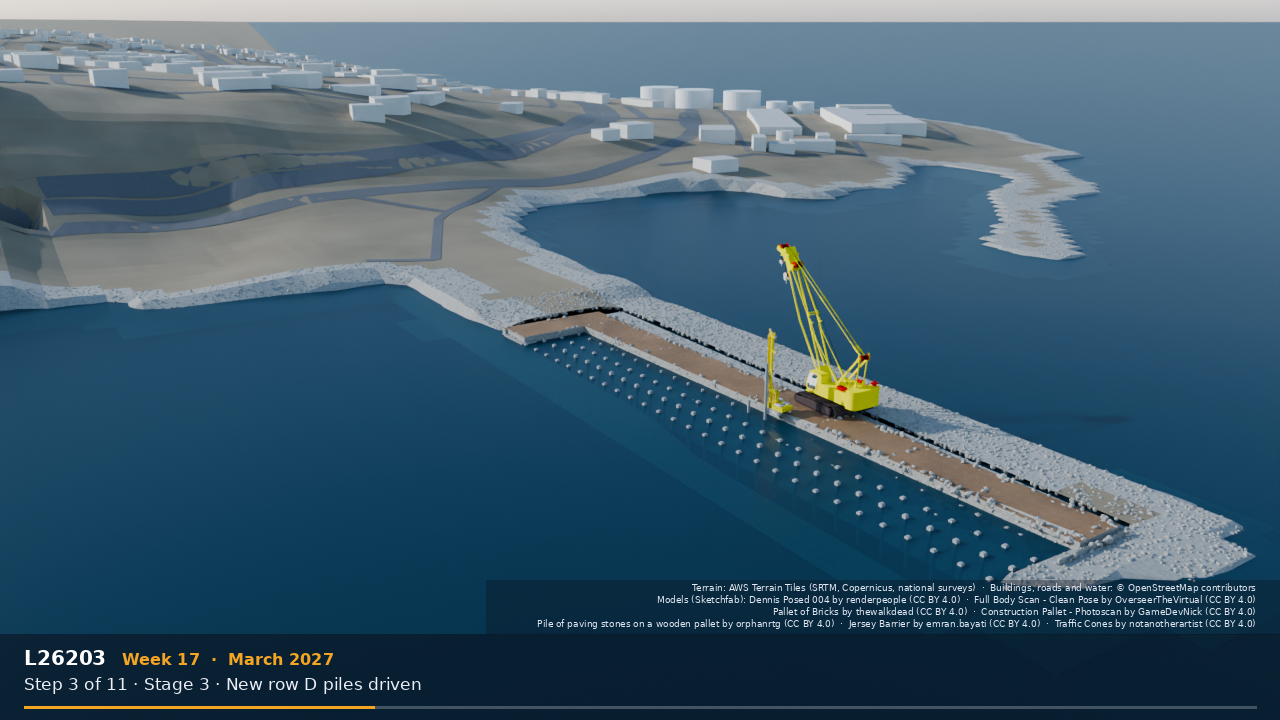 Terrain: AWS Terrain Tiles (SRTM, Copernicus, national surveys) · Buildings, roads and water: © OpenStreetMap contributors
Models (Sketchfab): Dennis Posed 004 by renderpeople (CC BY 4.0) · Full Body Scan - Clean Pose by OverseerTheVirtual (CC BY 4.0)
Pallet of Bricks by thewalkdead (CC BY 4.0) · Construction Pallet - Photoscan by GameDevNick (CC BY 4.0)
Pile of paving stones on a wooden pallet by orphanrtg (CC BY 4.0) · Jersey Barrier by emran.bayati (CC BY 4.0) · Traffic Cones by notanotherartist (CC BY 4.0)
L26203 Week 17 · March 2027
Step 3 of 11 · Stage 3 · New row D piles driven